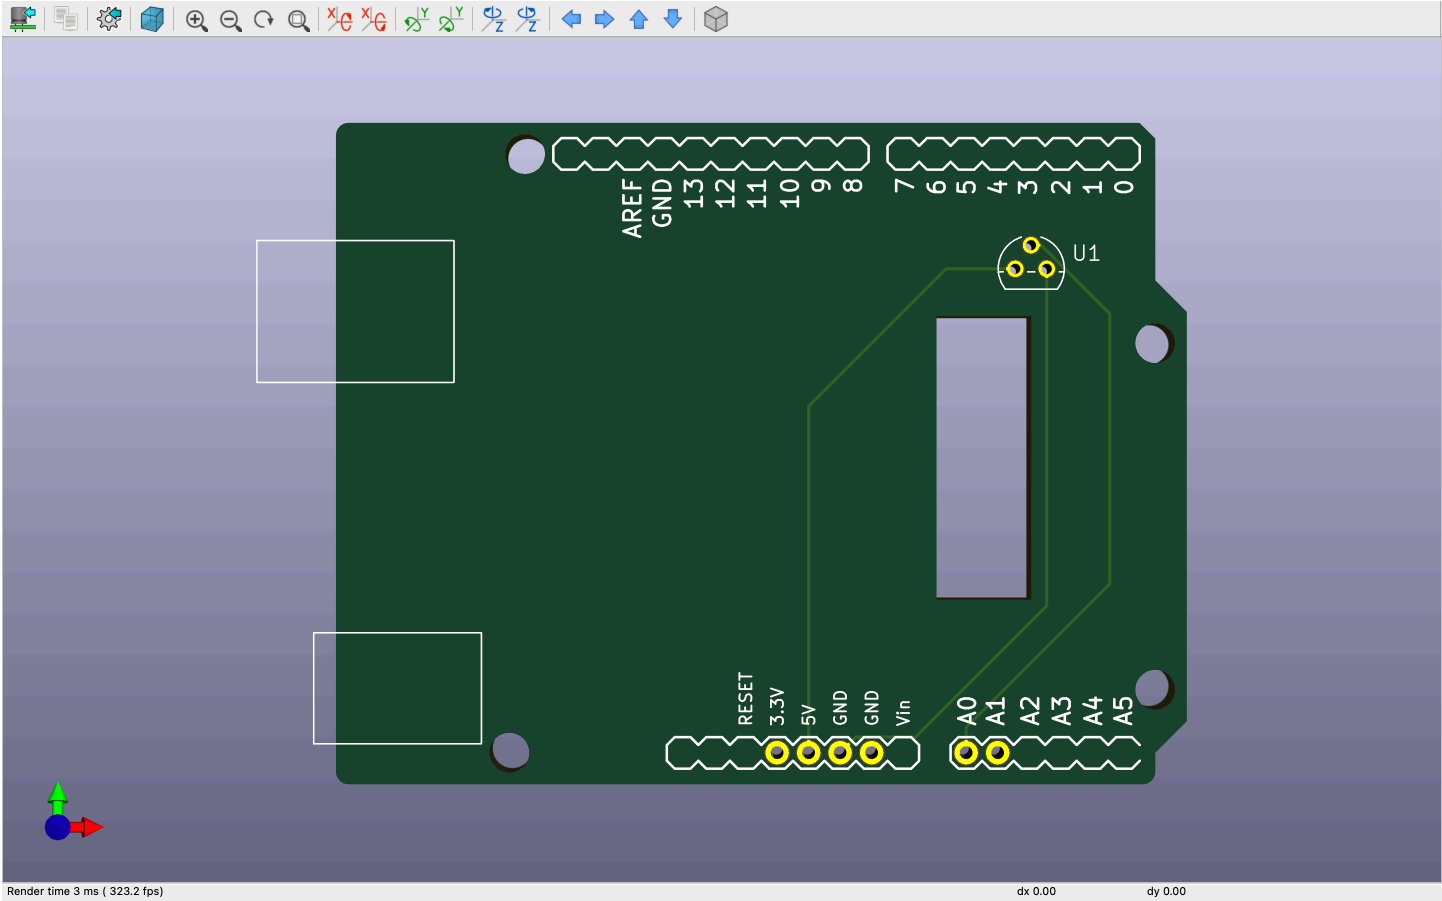 X X Y Y Z Z
AREF GND 13 12 11 10 9 8 7 6 5 4 3 2 1 0
U1
RESET 3.3V 5V GND GND Vin A0 A1 A2 A3 A4 A5
Render time 3 ms ( 323.2 fps) dx 0.00 dy 0.00